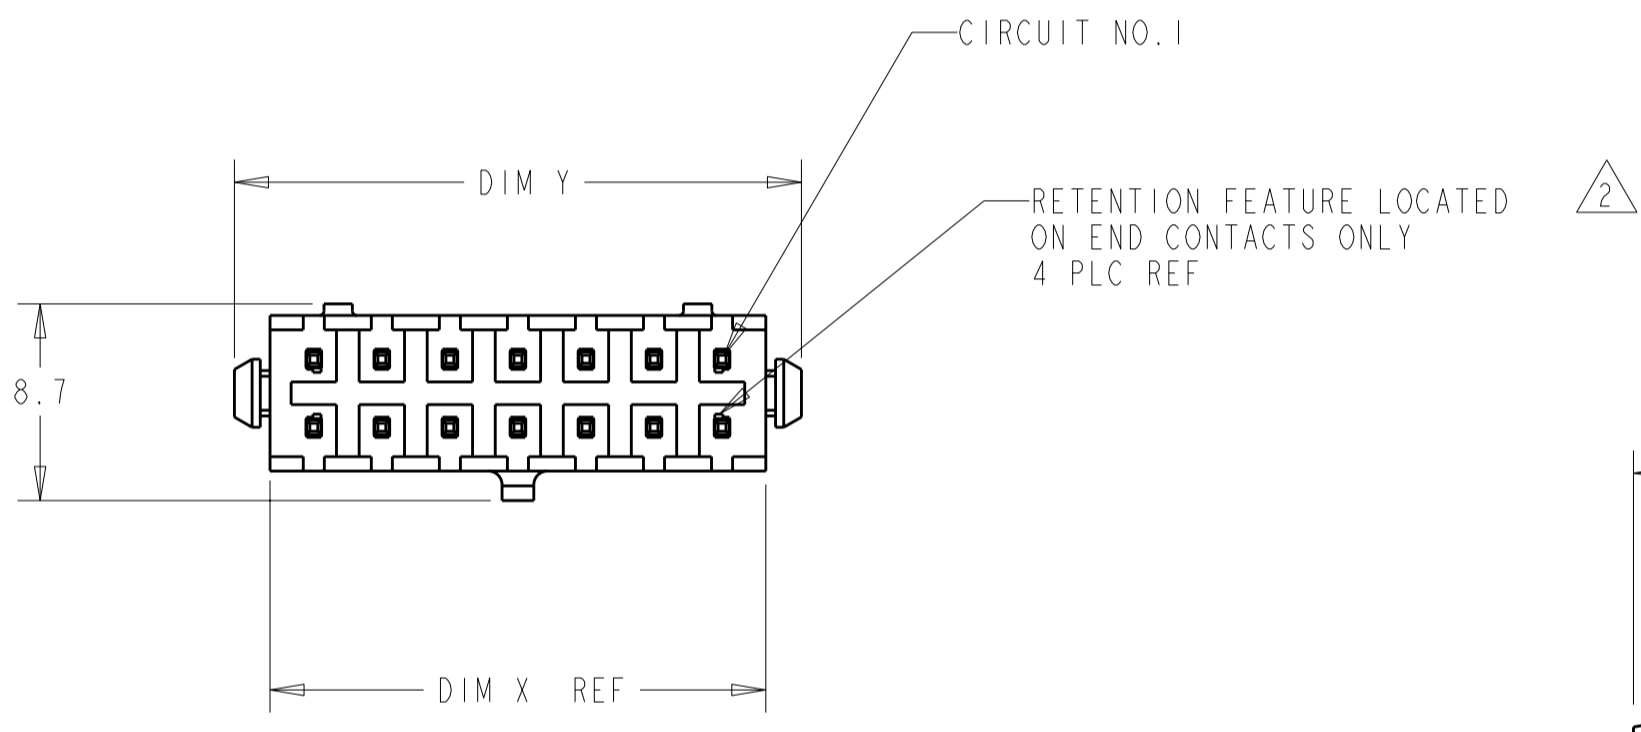 CIRCUIT NO.1
DIM Y
RETENTION FEATURE LOCATED
ON END CONTACTS ONLY
4 PLC REF
2
8.7
DIM X REF